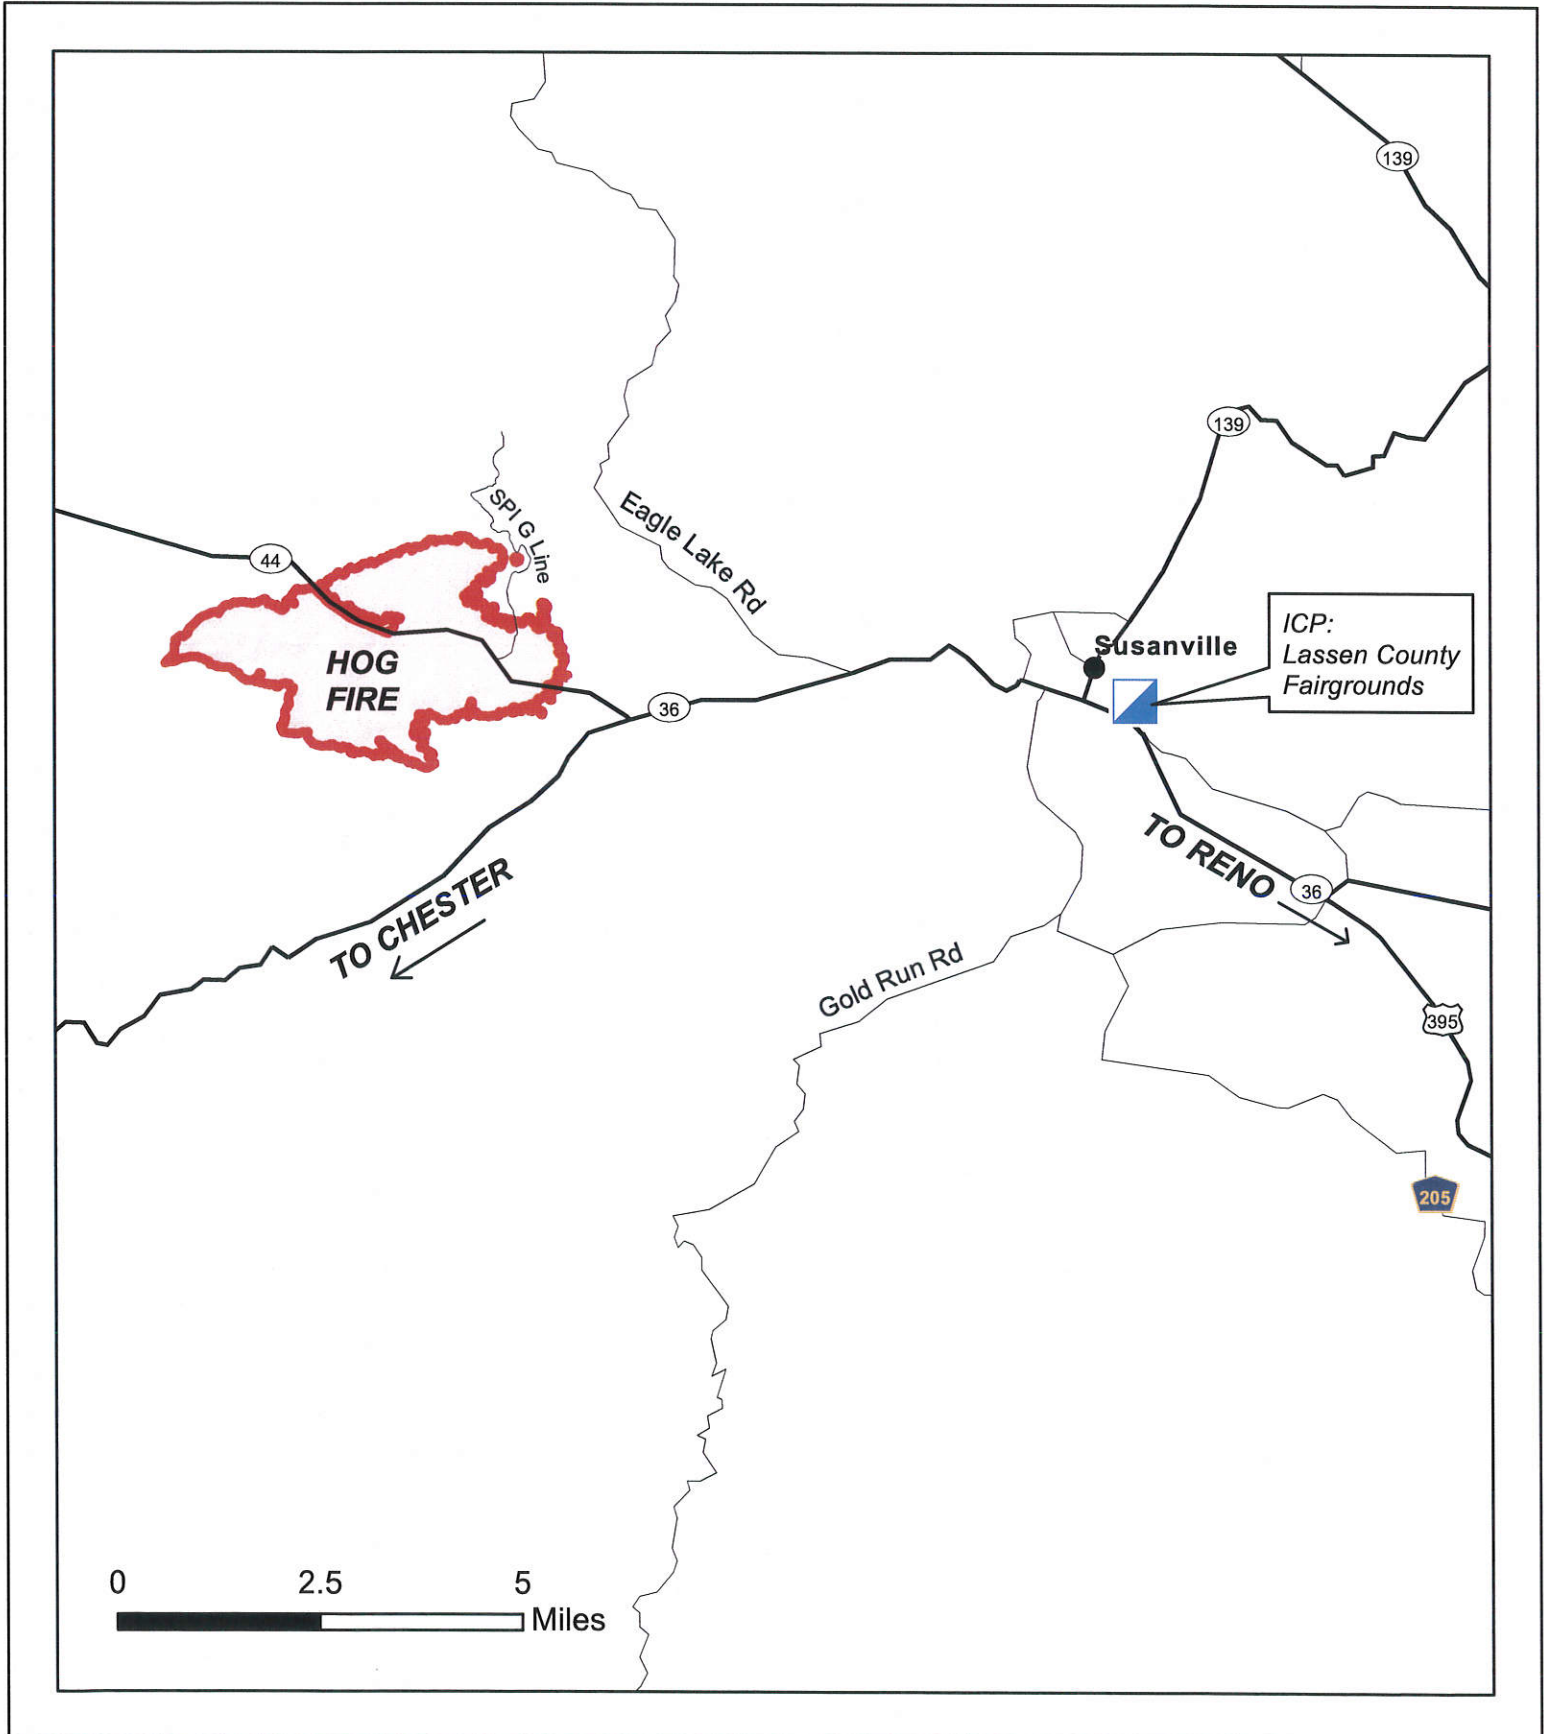 139
139
SPI G Line
Eagle Lake Rd
44
ICP:
Lassen County
Fairgrounds
Susanville
HOG
FIRE
36
TO CHESTER
TO RENO
36
Gold Run Rd
395
205
0 2.5 5
Miles